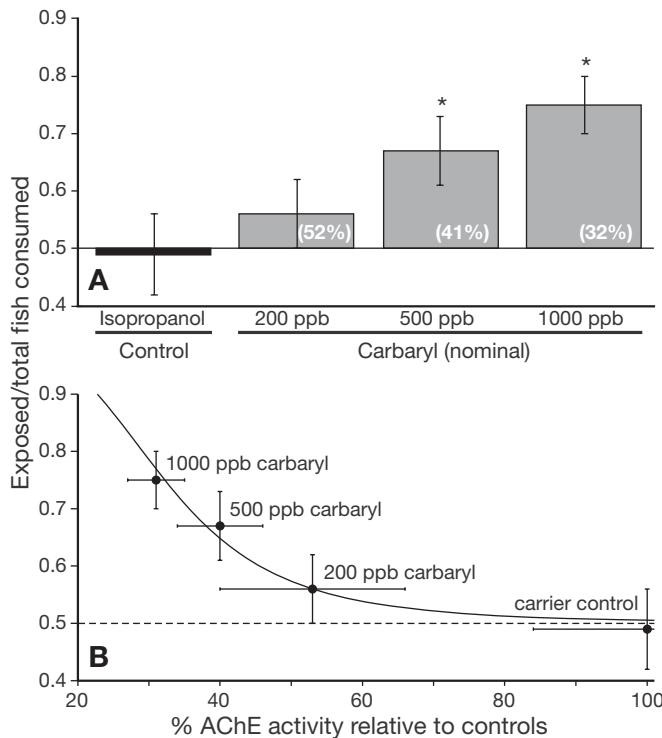 Exposed/total fish consumed
0.9
0.8
0.7
0.6
0.5
0.4
*
*
(52%)
(41%)
(32%)
A
Isopropanol
200 ppb
500 ppb
1000 ppb
Control
Carbaryl (nominal)
0.9
0.8
0.7
0.6
0.5
0.4
1000 ppb carbaryl
500 ppb carbaryl
200 ppb carbaryl
carrier control
B
20 40 60 80 100
% AChE activity relative to controls